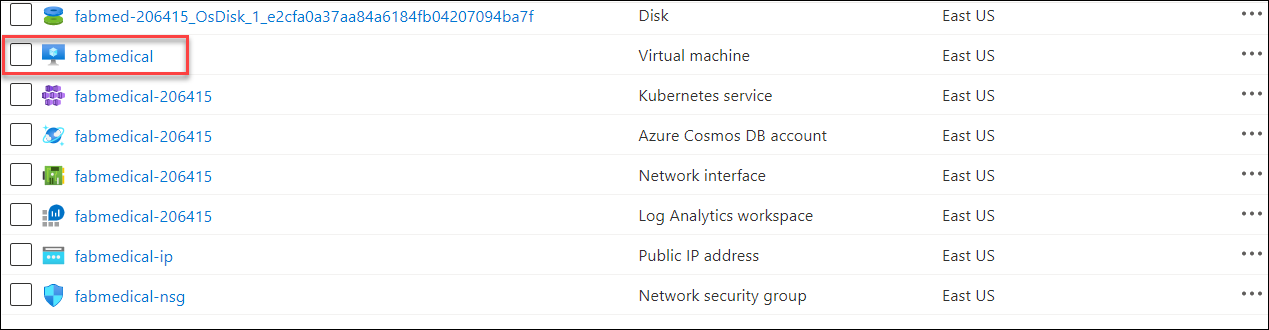 fabmed-206415_OsDisk_1_e2cfa0a37aa84a6184fb04207094ba7f Disk East US
fabmedical Virtual machine East US
fabmedical-206415 Kubernetes service East US
fabmedical-206415 Azure Cosmos DB account East US
fabmedical-206415 Network interface East US
fabmedical-206415 Log Analytics workspace East US
fabmedical-ip Public IP address East US
fabmedical-nsg Network security group East US